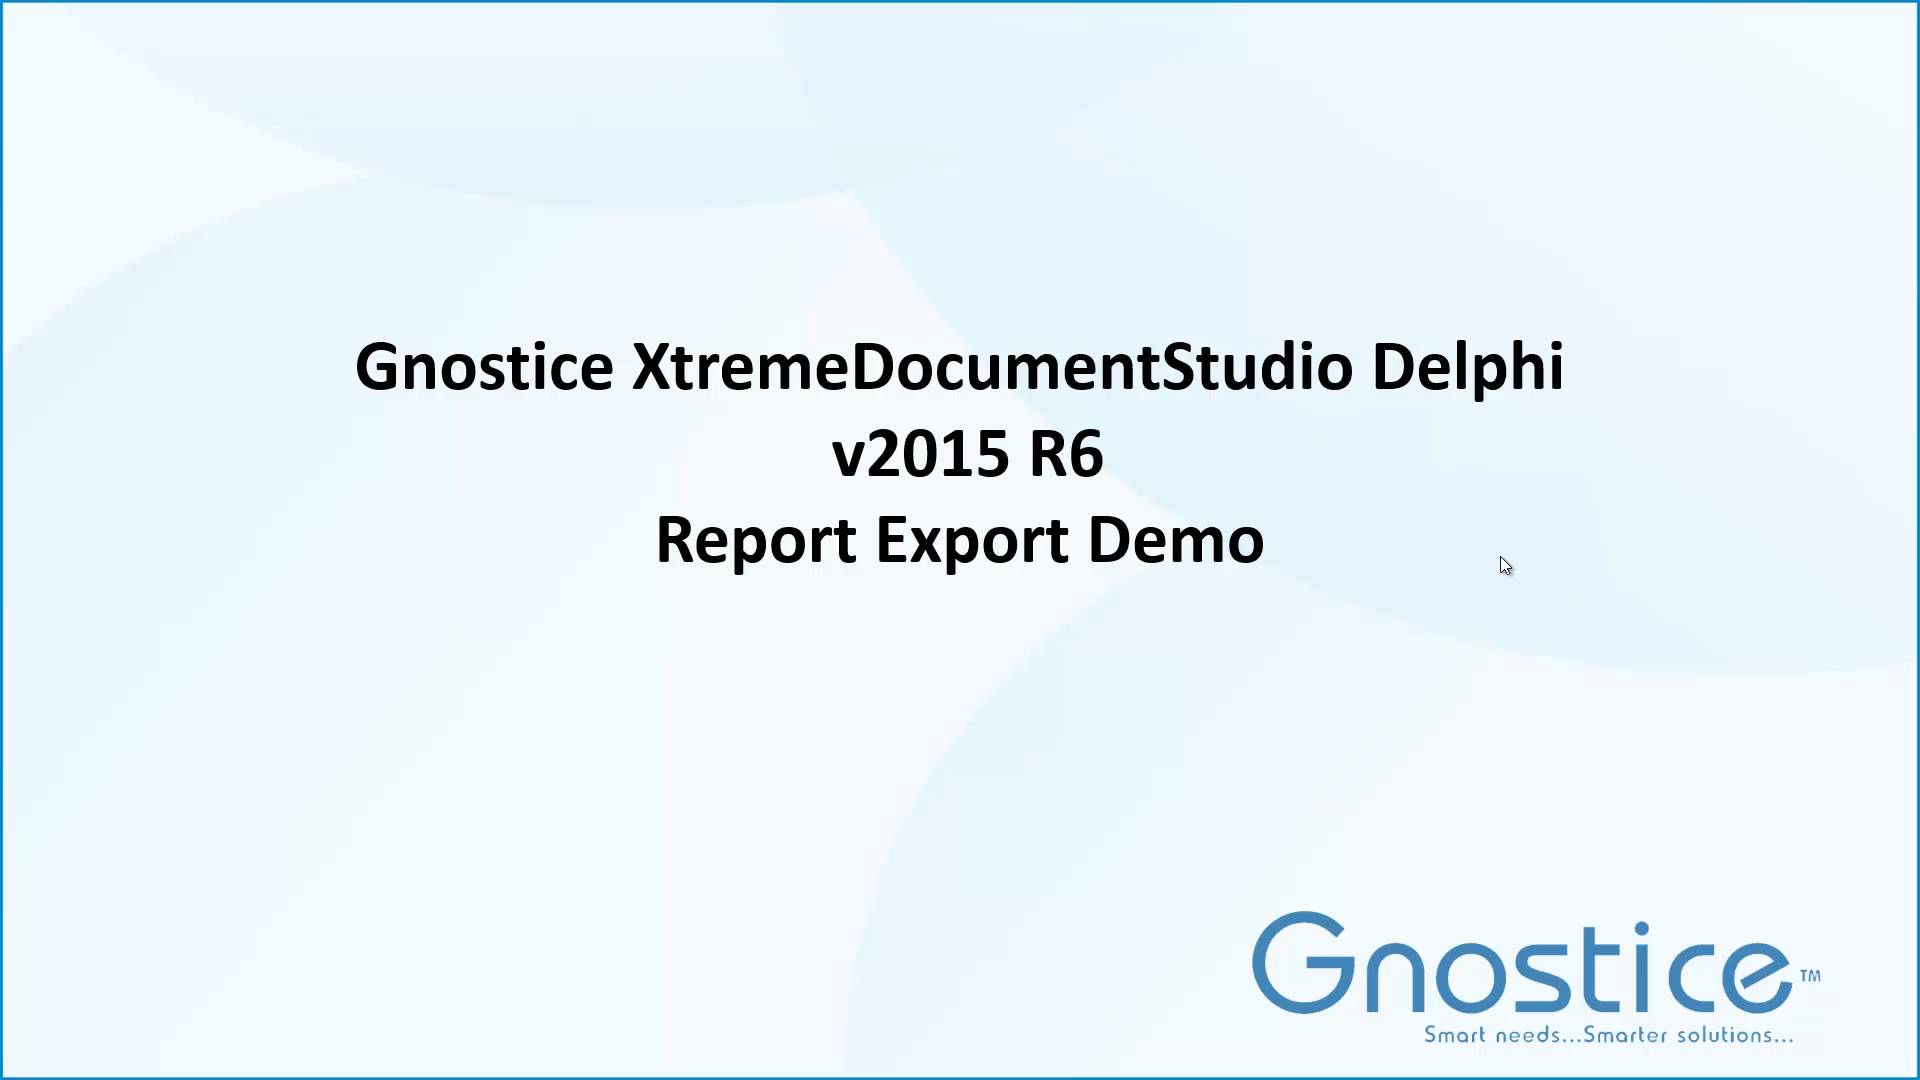 Gnostice XtremeDocumentStudio Delphi
v2015 R6
Report Export Demo
Gnostice™
Smart needs...Smarter solutions...